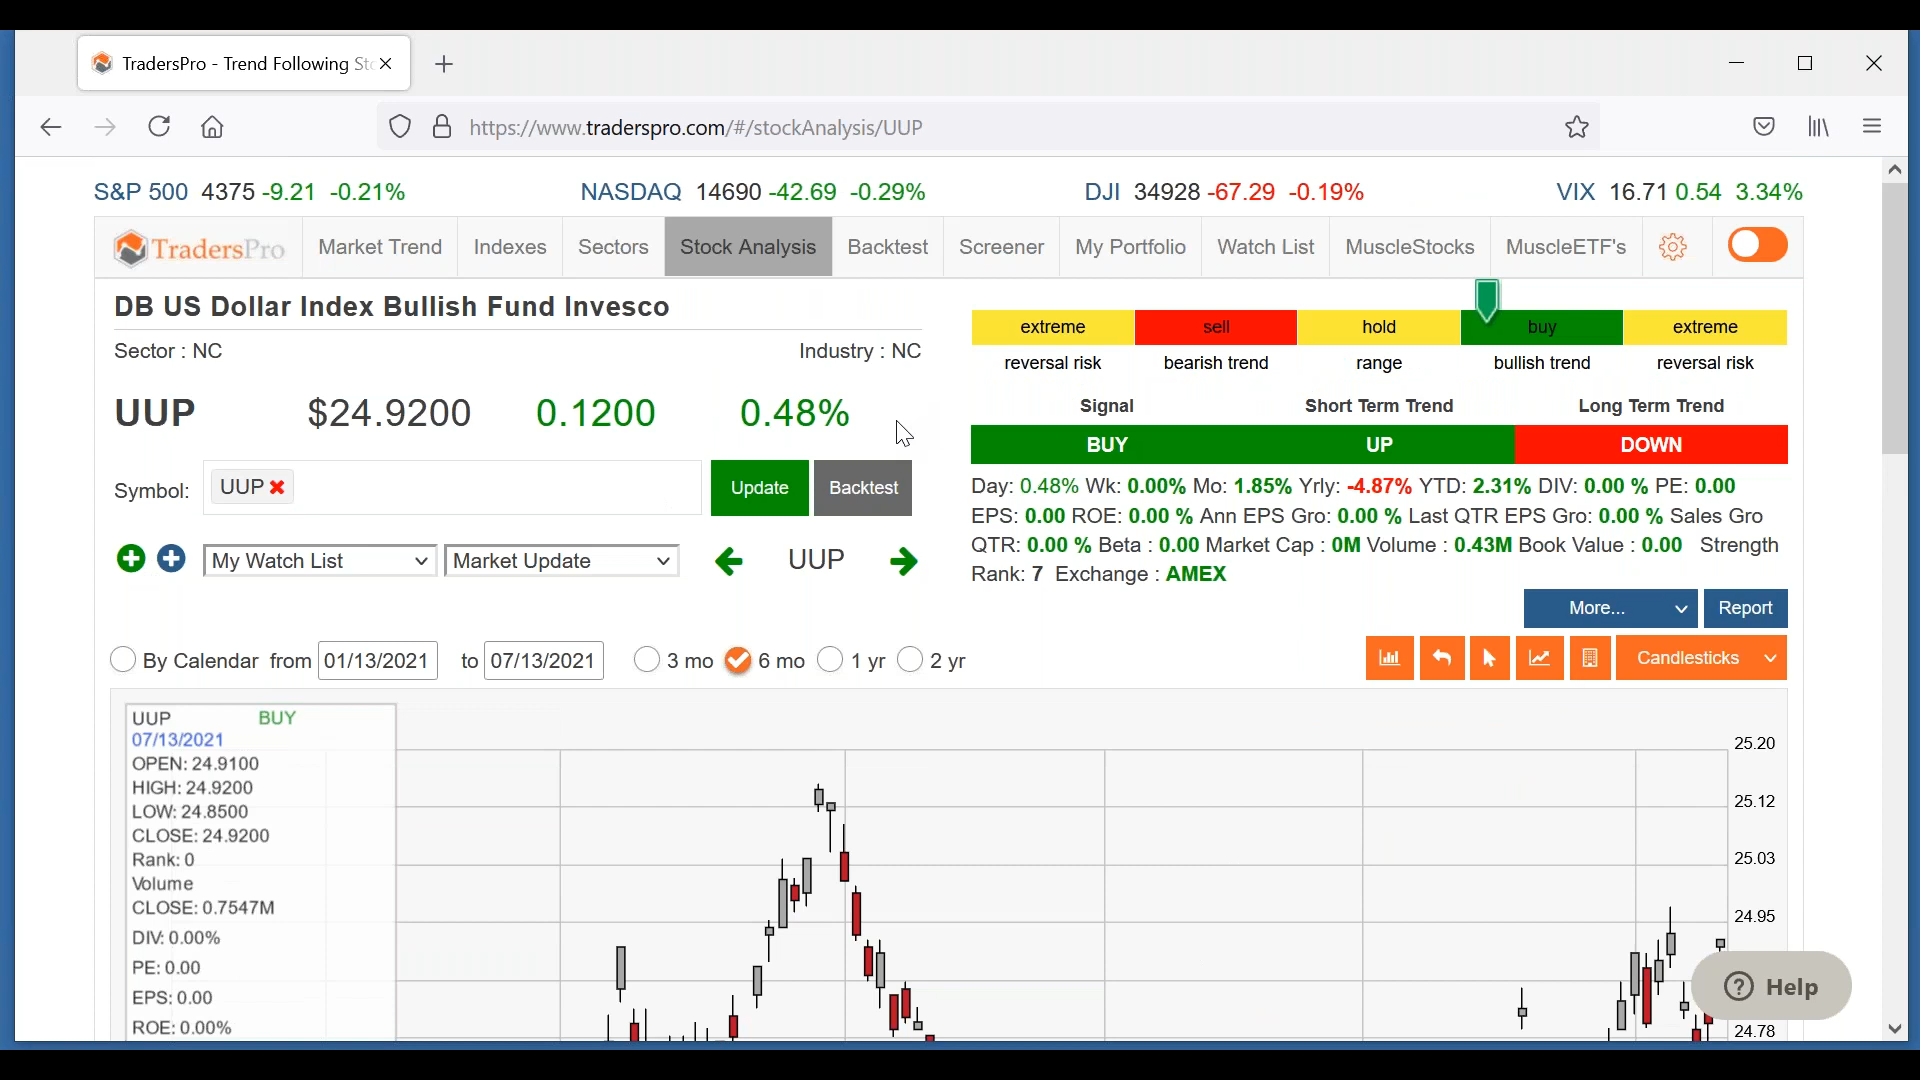 TradersPro - Trend Following Sto
https://www.traderspro.com/#/stockAnalysis/UUP
S&P 500 4375 -9.21 -0.21% NASDAQ 14690 -42.69 -0.29% DJI 34928 -67.29 -0.19% VIX 16.71 0.54 3.34%
TradersPro Market Trend Indexes Sectors Stock Analysis Backtest Screener My Portfolio Watch List MuscleStocks MuscleETF's
DB US Dollar Index Bullish Fund Invesco
Sector : NC Industry : NC
extreme sell hold buy extreme
reversal risk bearish trend range bullish trend reversal risk
UUP $24.9200 0.1200 0.48%
Signal Short Term Trend Long Term Trend
BUY UP DOWN
Symbol: UUP Update Backtest
Day: 0.48% Wk: 0.00% Mo: 1.85% Yrly: -4.87% YTD: 2.31% DIV: 0.00 % PE: 0.00
EPS: 0.00 ROE: 0.00 % Ann EPS Gro: 0.00 % Last QTR EPS Gro: 0.00 % Sales Gro
QTR: 0.00 % Beta : 0.00 Market Cap : 0M Volume : 0.43M Book Value : 0.00 Strength
Rank: 7 Exchange : AMEX
My Watch List Market Update UUP
More... Report
By Calendar from 01/13/2021 to 07/13/2021 3 mo 6 mo 1 yr 2 yr
Candlesticks
UUP BUY
07/13/2021
OPEN: 24.9100
HIGH: 24.9200
LOW: 24.8500
CLOSE: 24.9200
Rank: 0
Volume
CLOSE: 0.7547M
DIV: 0.00%
PE: 0.00
EPS: 0.00
ROE: 0.00%
25.20
25.12
25.03
24.95
24.78
Help